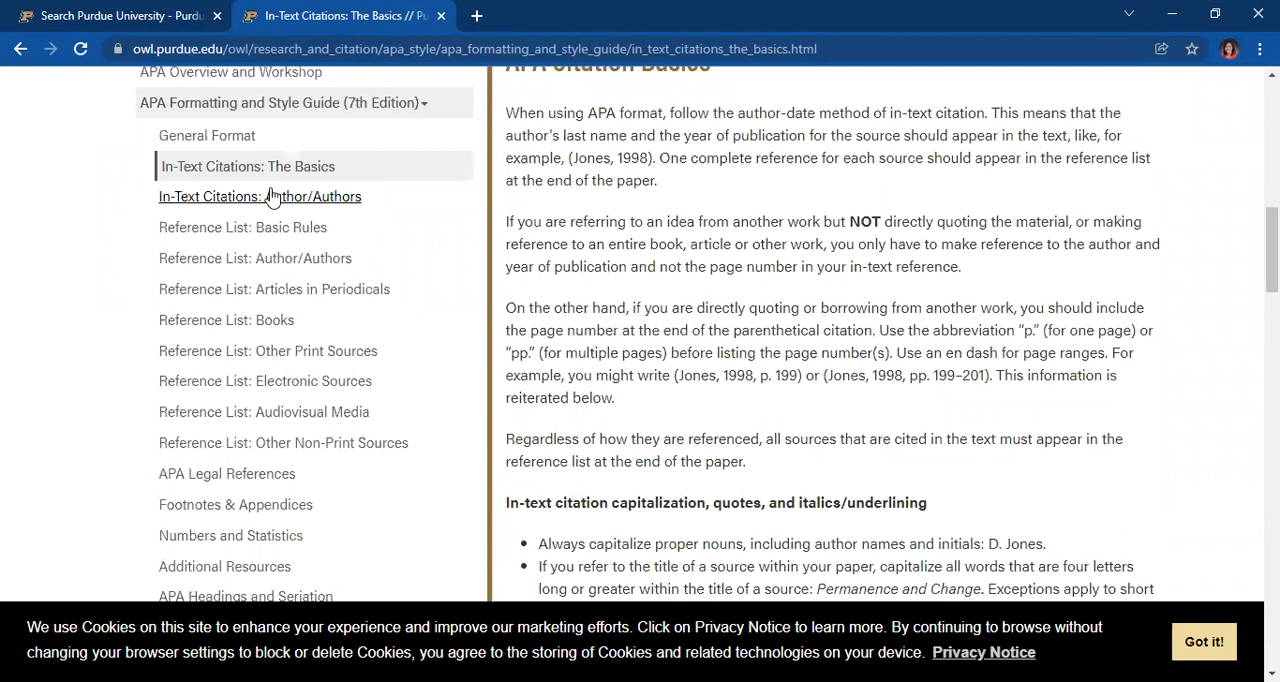 Search Purdue University - Purdu
In-Text Citations: The Basics // Pu
owl.purdue.edu/owl/research_and_citation/apa_style/apa_formatting_and_style_guide/in_text_citations_the_basics.html
APA Overview and Workshop
APA Formatting and Style Guide (7th Edition)
General Format
In-Text Citations: The Basics
In-Text Citations: Author/Authors
Reference List: Basic Rules
Reference List: Author/Authors
Reference List: Articles in Periodicals
Reference List: Books
Reference List: Other Print Sources
Reference List: Electronic Sources
Reference List: Audiovisual Media
Reference List: Other Non-Print Sources
APA Legal References
Footnotes & Appendices
Numbers and Statistics
Additional Resources
APA Headings and Seriation
APA Citation Basics
When using APA format, follow the author-date method of in-text citation. This means that the
author's last name and the year of publication for the source should appear in the text, like, for
example, (Jones, 1998). One complete reference for each source should appear in the reference list
at the end of the paper.
If you are referring to an idea from another work but NOT directly quoting the material, or making
reference to an entire book, article or other work, you only have to make reference to the author and
year of publication and not the page number in your in-text reference.
On the other hand, if you are directly quoting or borrowing from another work, you should include
the page number at the end of the parenthetical citation. Use the abbreviation “p.” (for one page) or
“pp.” (for multiple pages) before listing the page number(s). Use an en dash for page ranges. For
example, you might write (Jones, 1998, p. 199) or (Jones, 1998, pp. 199–201). This information is
reiterated below.
Regardless of how they are referenced, all sources that are cited in the text must appear in the
reference list at the end of the paper.
In-text citation capitalization, quotes, and italics/underlining
Always capitalize proper nouns, including author names and initials: D. Jones.
If you refer to the title of a source within your paper, capitalize all words that are four letters
long or greater within the title of a source: Permanence and Change. Exceptions apply to short
We use Cookies on this site to enhance your experience and improve our marketing efforts. Click on Privacy Notice to learn more. By continuing to browse without
changing your browser settings to block or delete Cookies, you agree to the storing of Cookies and related technologies on your device. Privacy Notice
Got it!